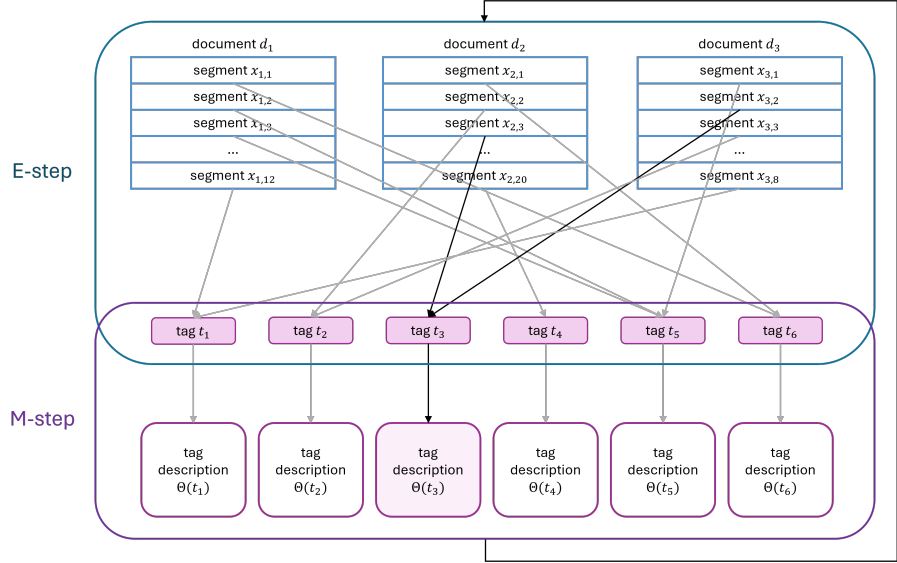 document d₁
document d₂
document d₃
segment x₁,₁
segment x₂,₁
segment x₃,₁
segment x₁,₂
segment x₂,₂
segment x₃,₂
segment x₁,₃
segment x₂,₃
segment x₃,₃
...
...
...
segment x₁,₁₂
segment x₂,₂₀
segment x₃,₈
E-step
tag t₁
tag t₂
tag t₃
tag t₄
tag t₅
tag t₆
M-step
tag
description
Θ(t₁)
tag
description
Θ(t₂)
tag
description
Θ(t₃)
tag
description
Θ(t₄)
tag
description
Θ(t₅)
tag
description
Θ(t₆)